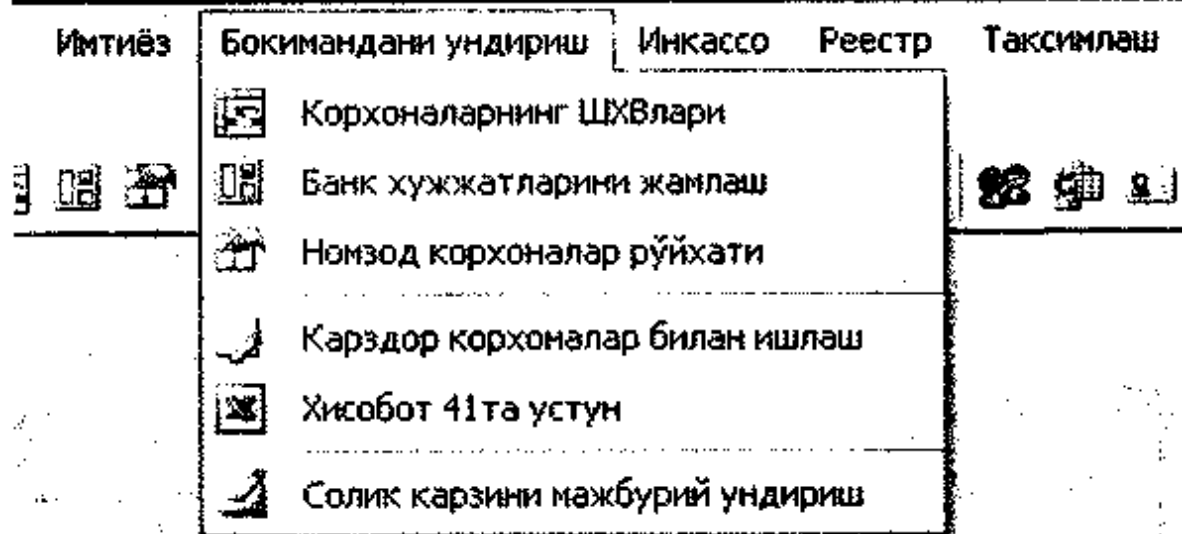 Имтиёз Бокимандани ундириш Инкассо Реестр Таксимлаш
Корхоналарнинг ШХВлари
Банк хужжатларини жамлаш
Номзод корхоналар рўйхати
Карздор корхоналар билан ишлаш
Хисобот 41та устун
Солик карзини мажбурий ундириш